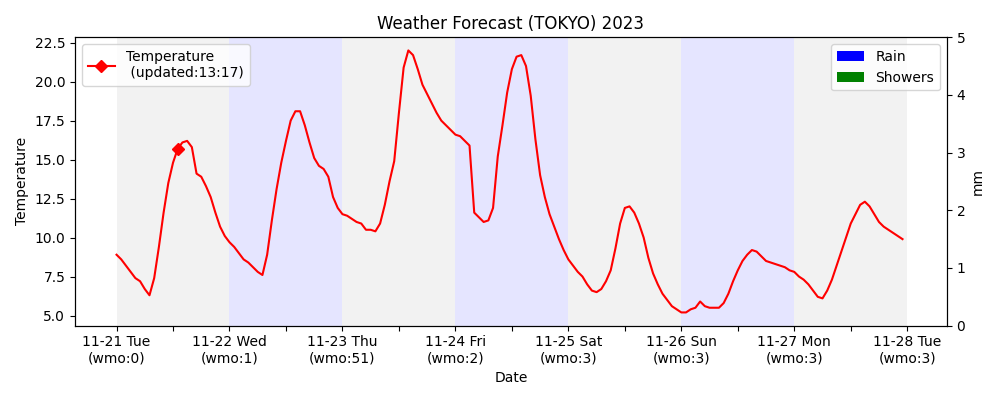 Weather Forecast (TOKYO) 2023
Temperature
(updated:13:17)
Rain
Showers
Temperature
22.5
20.0
17.5
15.0
12.5
10.0
7.5
5.0
5
4
3
2
1
0
mm
11-21 Tue 11-22 Wed 11-23 Thu 11-24 Fri 11-25 Sat 11-26 Sun 11-27 Mon 11-28 Tue
(wmo:0) (wmo:1) (wmo:51) (wmo:2) (wmo:3) (wmo:3) (wmo:3) (wmo:3)
Date